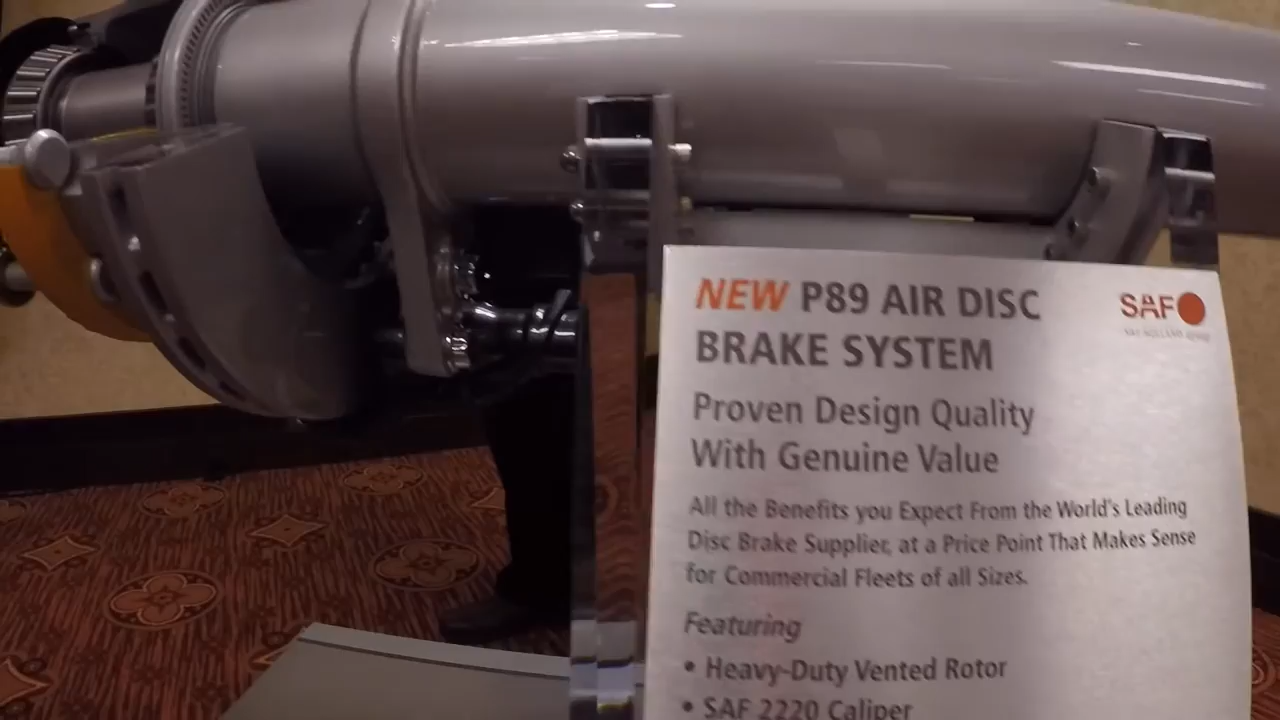 NEW P89 AIR DISC
BRAKE SYSTEM
SAF
Proven Design Quality
With Genuine Value
All the Benefits you Expect From the World's Leading
Disc Brake Supplier, at a Price Point That Makes Sense
for Commercial Fleets of all Sizes.
Featuring
• Heavy-Duty Vented Rotor
• SAF 2220 Caliper